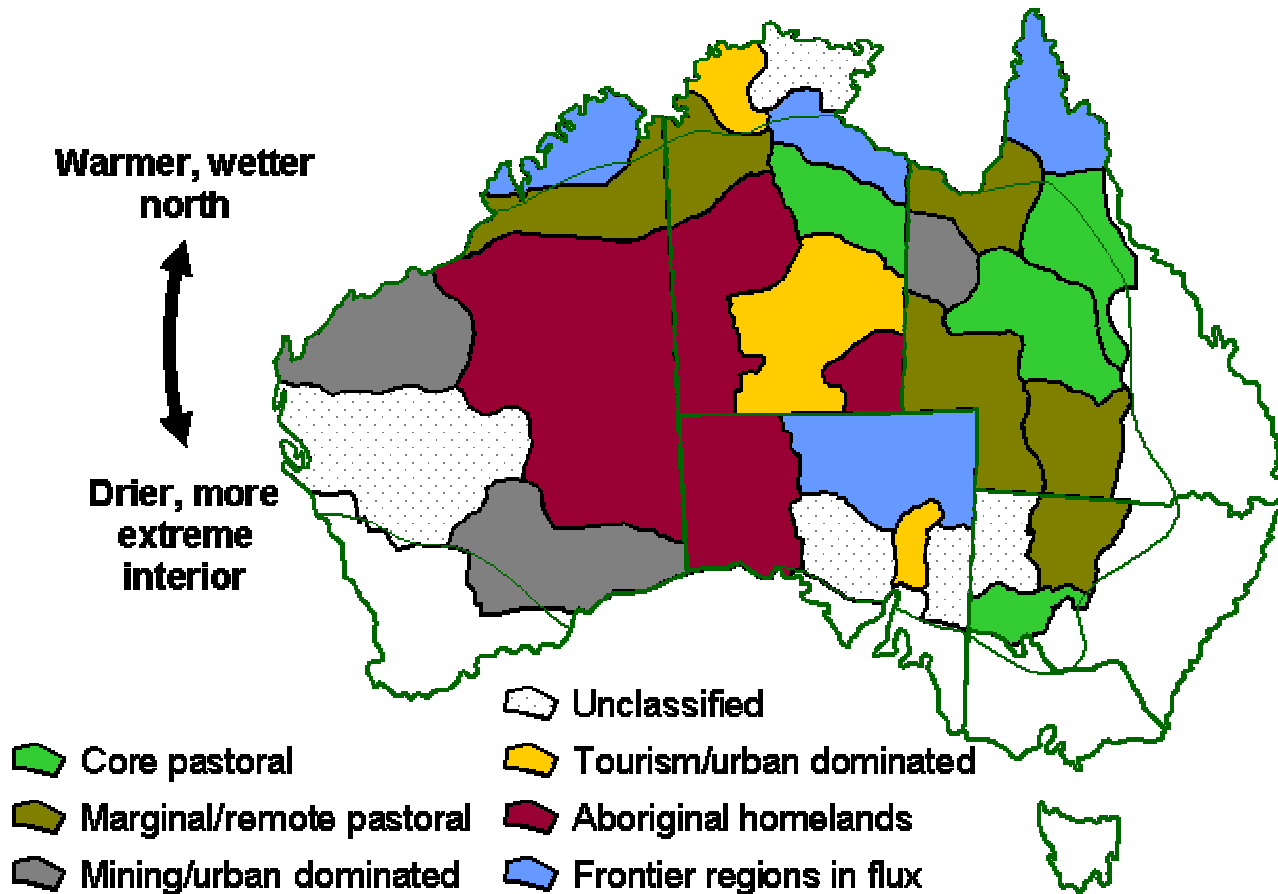 Warmer, wetter
north
Drier, more
extreme
interior
Unclassified
Core pastoral
Tourism/urban dominated
Marginal/remote pastoral
Aboriginal homelands
Mining/urban dominated
Frontier regions in flux